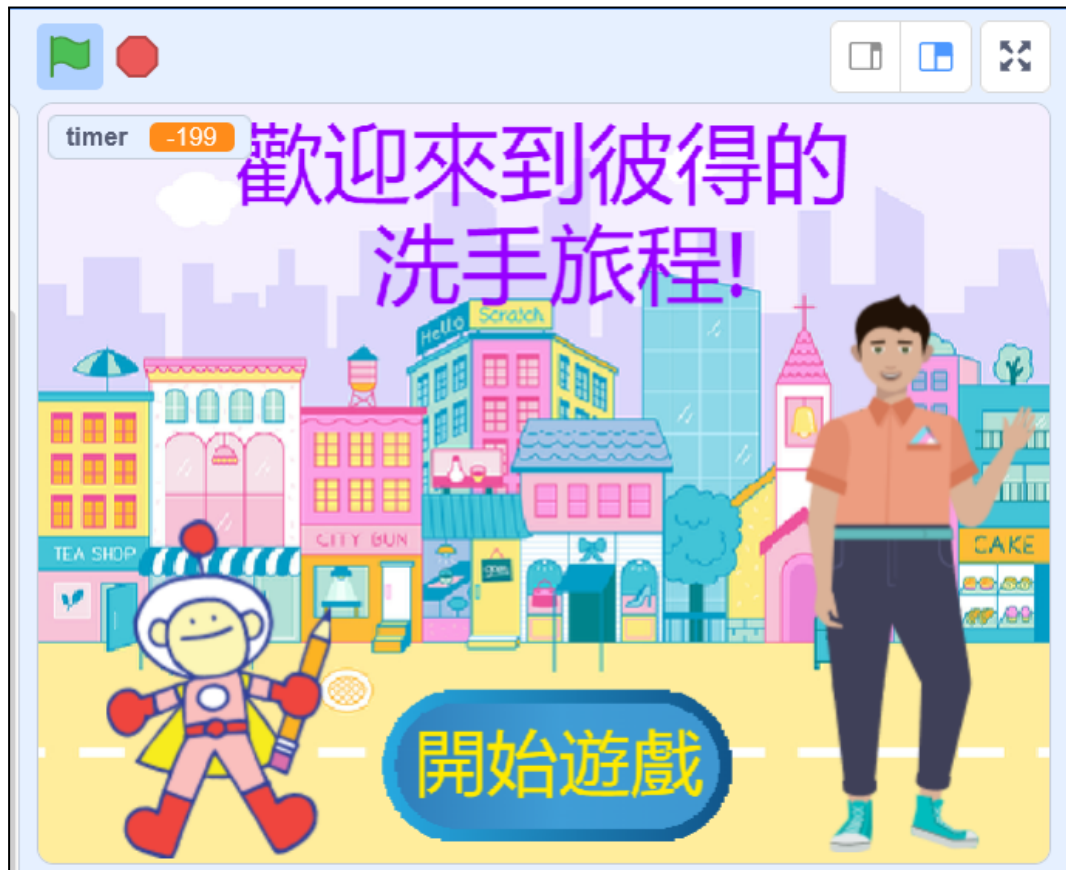 timer -199
歡迎來到彼得的
洗手旅程!
Hello Scratch
TEA SHOP
CITY BUN
CAKE
開始遊戲